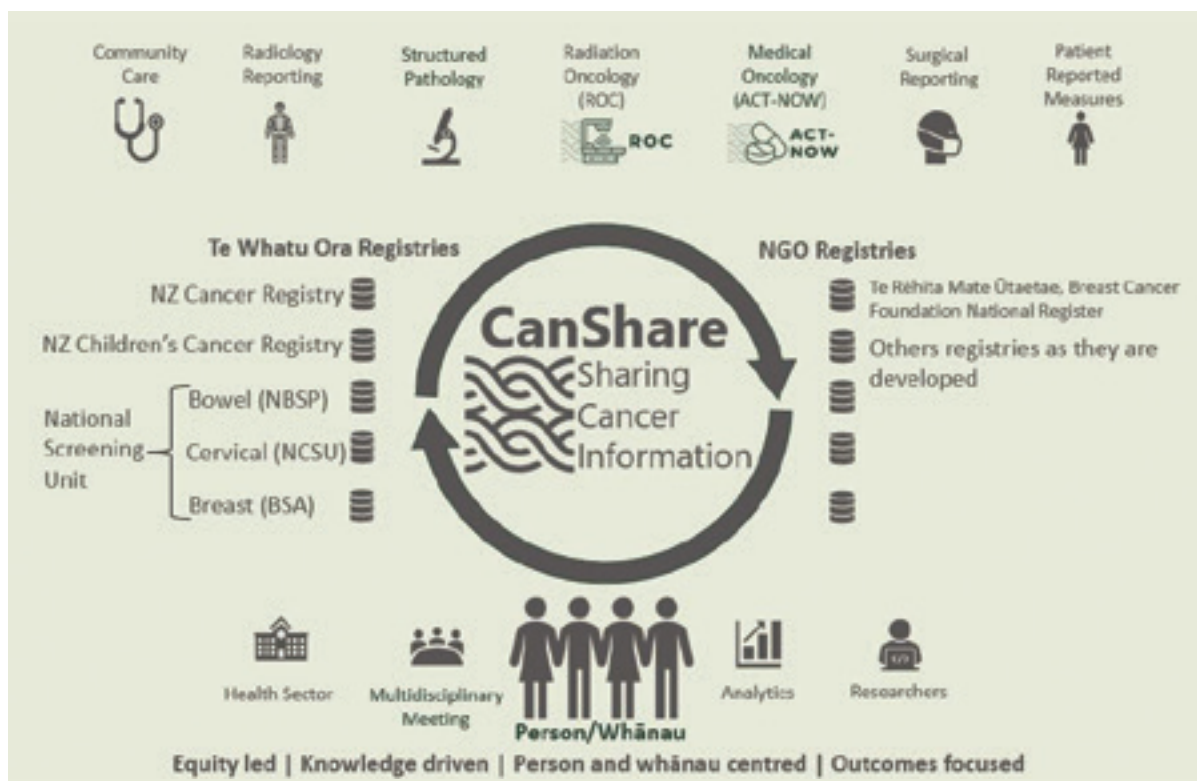 Community
Care
Radiology
Reporting
Structured
Pathology
Radiation
Oncology
(ROC)
Medical
Oncology
(ACT-NOW)
Surgical
Reporting
Patient
Reported
Measures
ROC
ACT-
NOW
Te Whatu Ora Registries
NZ Cancer Registry
NZ Children's Cancer Registry
National
Screening
Unit
Bowel (NBSP)
Cervical (NCSU)
Breast (BSA)
CanShare
Sharing
Cancer
Information
NGO Registries
Te Rēhita Mate Ūtaetae, Breast Cancer
Foundation National Register
Others registries as they are
developed
Health Sector
Multidisciplinary
Meeting
Person/Whānau
Analytics
Researchers
Equity led | Knowledge driven | Person and whānau centred | Outcomes focused